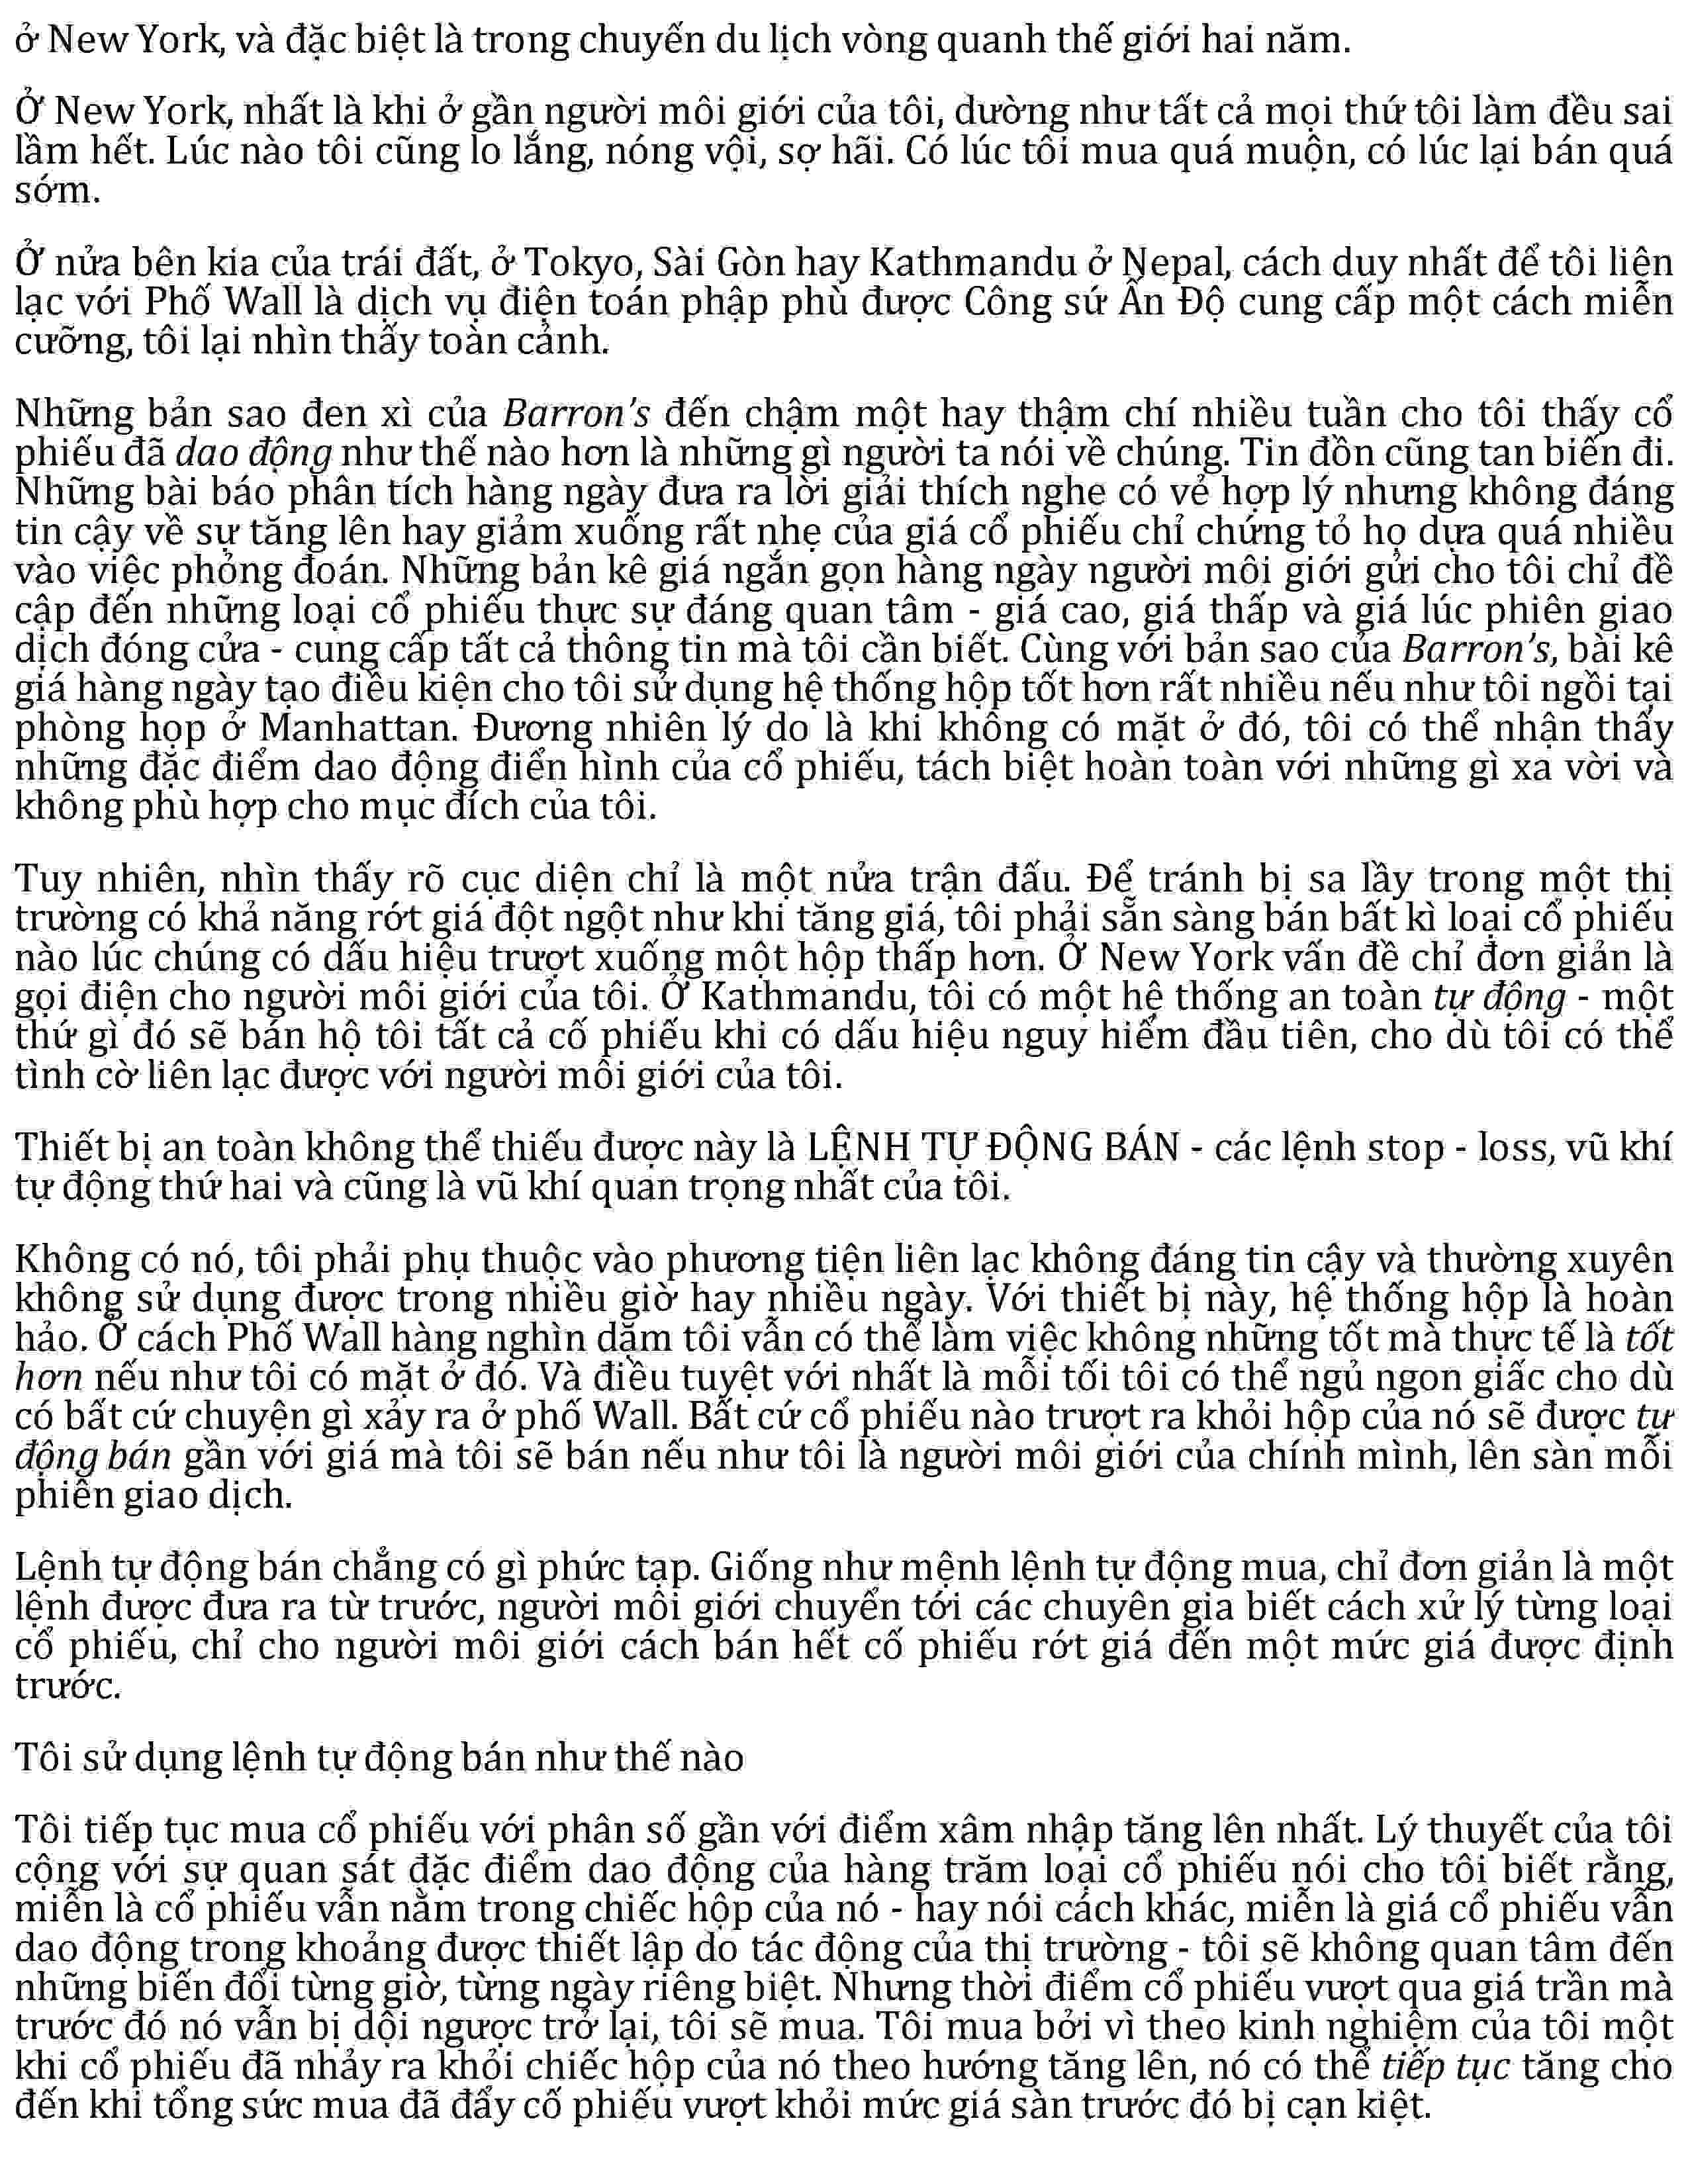 ở New York, và đặc biệt là trong chuyến du lịch vòng quanh thế giới hai năm.
Ở New York, nhất là khi ở gần người môi giới của tôi, dường như tất cả mọi thứ tôi làm đều sai
lầm hết. Lúc nào tôi cũng lo lắng, nóng vội, sợ hãi. Có lúc tôi mua quá muộn, có lúc lại bán quá
sớm.
Ở nửa bên kia của trái đất, ở Tokyo, Sài Gòn hay Kathmandu ở Nepal, cách duy nhất để tôi liên
lạc với Phố Wall là dịch vụ điện toán phập phù được Công sứ Ấn Độ cung cấp một cách miễn
cưỡng, tôi lại nhìn thấy toàn cảnh.
Những bản sao đen xì của Barron’s đến chậm một hay thậm chí nhiều tuần cho tôi thấy cổ
phiếu đã dao động như thế nào hơn là những gì người ta nói về chúng. Tin đồn cũng tan biến đi.
Những bài báo phân tích hàng ngày đưa ra lời giải thích nghe có vẻ hợp lý nhưng không đáng
tin cậy về sự tăng lên hay giảm xuống rất nhẹ của giá cổ phiếu chỉ chứng tỏ họ dựa quá nhiều
vào việc phỏng đoán. Những bản kê giá ngắn gọn hàng ngày người môi giới gửi cho tôi chỉ đề
cập đến những loại cổ phiếu thực sự đáng quan tâm - giá cao, giá thấp và giá lúc phiên giao
dịch đóng cửa - cung cấp tất cả thông tin mà tôi cần biết. Cùng với bản sao của Barron’s, bài kê
giá hàng ngày tạo điều kiện cho tôi sử dụng hệ thống hộp tốt hơn rất nhiều nếu như tôi ngồi tại
phòng họp ở Manhattan. Đương nhiên lý do là khi không có mặt ở đó, tôi có thể nhận thấy
những đặc điểm dao động điển hình của cổ phiếu, tách biệt hoàn toàn với những gì xa vời và
không phù hợp cho mục đích của tôi.
Tuy nhiên, nhìn thấy rõ cục diện chỉ là một nửa trận đấu. Để tránh bị sa lầy trong một thị
trường có khả năng rớt giá đột ngột như khi tăng giá, tôi phải sẵn sàng bán bất kì loại cổ phiếu
nào lúc chúng có dấu hiệu trượt xuống một hộp thấp hơn. Ở New York vấn đề chỉ đơn giản là
gọi điện cho người môi giới của tôi. Ở Kathmandu, tôi có một hệ thống an toàn tự động - một
thứ gì đó sẽ bán hộ tôi tất cả cổ phiếu khi có dấu hiệu nguy hiểm đầu tiên, cho dù tôi có thể
tình cờ liên lạc được với người môi giới của tôi.
Thiết bị an toàn không thể thiếu được này là LỆNH TỰ ĐỘNG BÁN - các lệnh stop - loss, vũ khí
tự động thứ hai và cũng là vũ khí quan trọng nhất của tôi.
Không có nó, tôi phải phụ thuộc vào phương tiện liên lạc không đáng tin cậy và thường xuyên
không sử dụng được trong nhiều giờ hay nhiều ngày. Với thiết bị này, hệ thống hộp là hoàn
hảo. Ở cách Phố Wall hàng nghìn dặm tôi vẫn có thể làm việc không những tốt mà thực tế là tốt
hơn nếu như tôi có mặt ở đó. Và điều tuyệt vời nhất là mỗi tối tôi có thể ngủ ngon giấc cho dù
có bất cứ chuyện gì xảy ra ở phố Wall. Bất cứ cổ phiếu nào trượt ra khỏi hộp của nó sẽ được tự
động bán gần với giá mà tôi sẽ bán nếu như tôi là người môi giới của chính mình, lên sàn mỗi
phiên giao dịch.
Lệnh tự động bán chẳng có gì phức tạp. Giống như mệnh lệnh tự động mua, chỉ đơn giản là một
lệnh được đưa ra từ trước, người môi giới chuyển tới các chuyên gia biết cách xử lý từng loại
cổ phiếu, chỉ cho người môi giới cách bán hết cổ phiếu rớt giá đến một mức giá được định
trước.
Tôi sử dụng lệnh tự động bán như thế nào
Tôi tiếp tục mua cổ phiếu với phân số gần với điểm xâm nhập tăng lên nhất. Lý thuyết của tôi
cộng với sự quan sát đặc điểm dao động của hàng trăm loại cổ phiếu nói cho tôi biết rằng,
miễn là cổ phiếu vẫn nằm trong chiếc hộp của nó - hay nói cách khác, miễn là giá cổ phiếu vẫn
dao động trong khoảng được thiết lập do tác động của thị trường - tôi sẽ không quan tâm đến
những biến đổi từng giờ, từng ngày riêng biệt. Nhưng thời điểm cổ phiếu vượt qua giá trần mà
trước đó nó vẫn bị dội ngược trở lại, tôi sẽ mua. Tôi mua bởi vì theo kinh nghiệm của tôi một
khi cổ phiếu đã nhảy ra khỏi chiếc hộp của nó theo hướng tăng lên, nó có thể tiếp tục tăng cho
đến khi tổng sức mua đã đẩy cổ phiếu vượt khỏi mức giá sàn trước đó bị cạn kiệt.